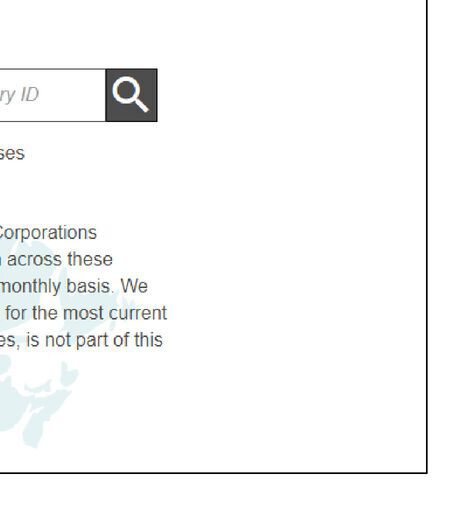 ry ID
ses
Corporations
across these
monthly basis. We
for the most current
es, is not part of this